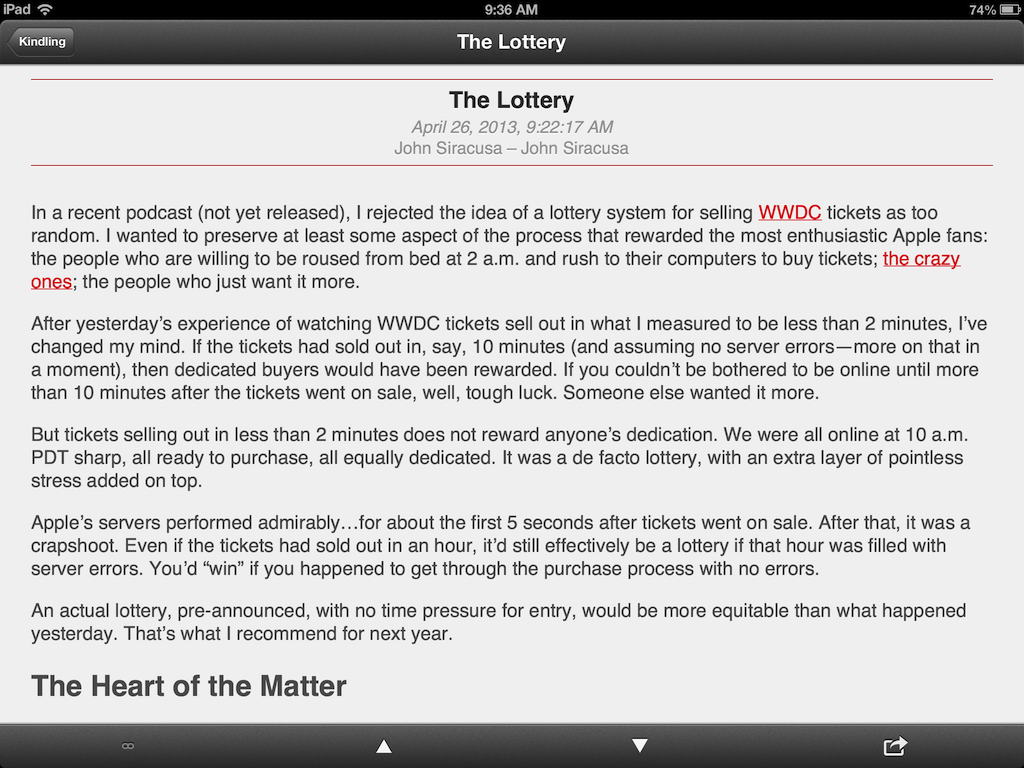 iPad 9:36 AM 74%
Kindling The Lottery
The Lottery
April 26, 2013, 9:22:17 AM
John Siracusa – John Siracusa
In a recent podcast (not yet released), I rejected the idea of a lottery system for selling WWDC tickets as too
random. I wanted to preserve at least some aspect of the process that rewarded the most enthusiastic Apple fans:
the people who are willing to be roused from bed at 2 a.m. and rush to their computers to buy tickets; the crazy
ones; the people who just want it more.
After yesterday’s experience of watching WWDC tickets sell out in what I measured to be less than 2 minutes, I’ve
changed my mind. If the tickets had sold out in, say, 10 minutes (and assuming no server errors—more on that in
a moment), then dedicated buyers would have been rewarded. If you couldn’t be bothered to be online until more
than 10 minutes after the tickets went on sale, well, tough luck. Someone else wanted it more.
But tickets selling out in less than 2 minutes does not reward anyone’s dedication. We were all online at 10 a.m.
PDT sharp, all ready to purchase, all equally dedicated. It was a de facto lottery, with an extra layer of pointless
stress added on top.
Apple’s servers performed admirably…for about the first 5 seconds after tickets went on sale. After that, it was a
crapshoot. Even if the tickets had sold out in an hour, it’d still effectively be a lottery if that hour was filled with
server errors. You’d “win” if you happened to get through the purchase process with no errors.
An actual lottery, pre-announced, with no time pressure for entry, would be more equitable than what happened
yesterday. That’s what I recommend for next year.
The Heart of the Matter